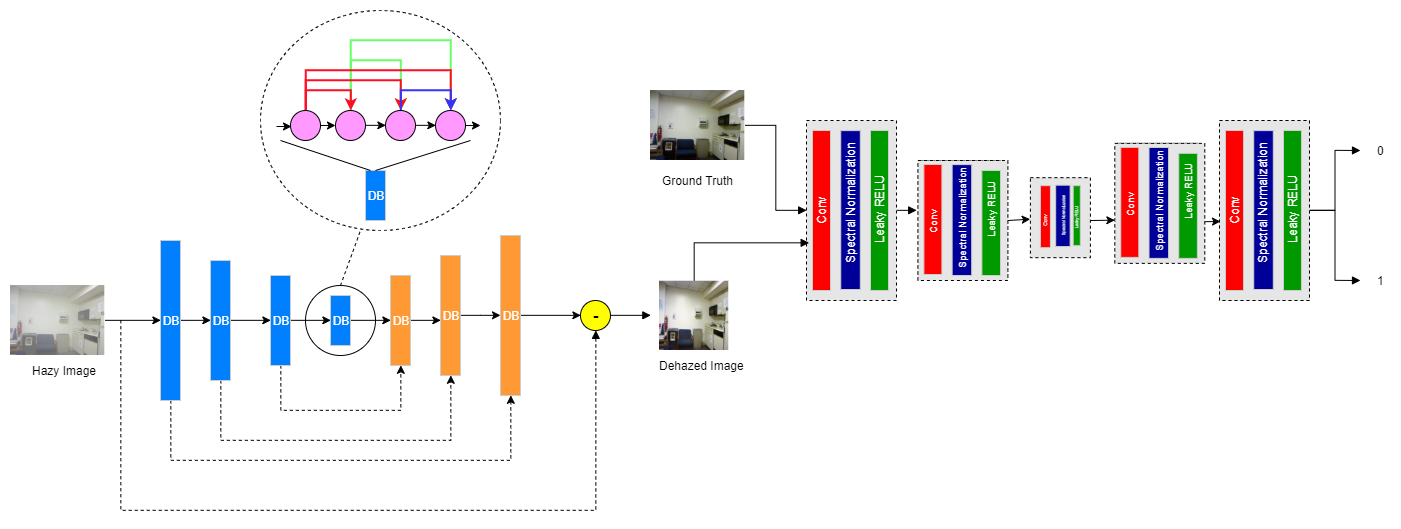 DB
Hazy Image
DB
DB
DB
DB
DB
DB
DB
-
Ground Truth
Dehazed Image
Conv
Spectral Normalization
Leaky RELU
Conv
Spectral Normalization
Leaky RELU
Conv
Spectral Normalization
Leaky RELU
Conv
Spectral Normalization
Leaky RELU
Conv
Spectral Normalization
Leaky RELU
0
1